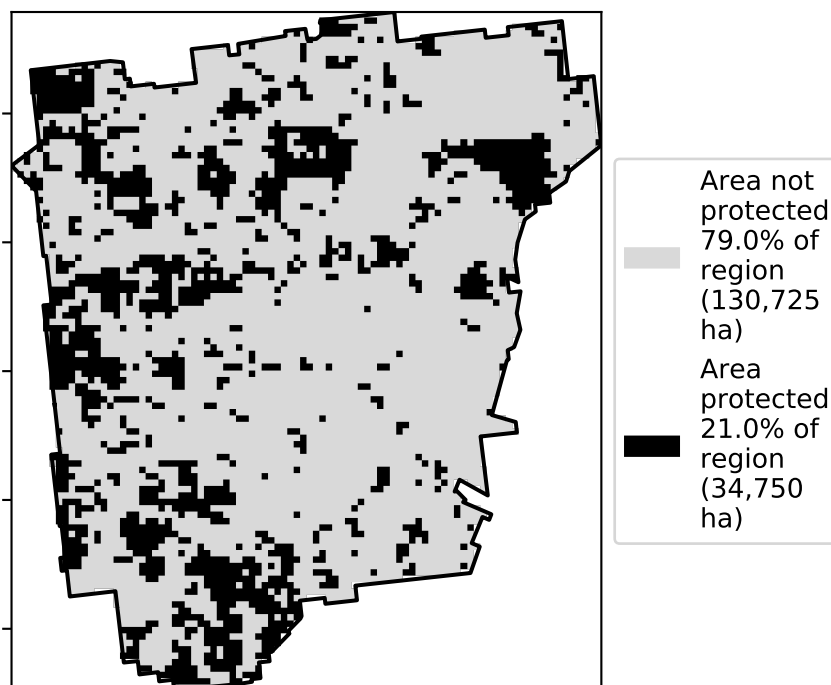 Area not
protected
79.0% of
region
(130,725
ha)
Area
protected
21.0% of
region
(34,750
ha)